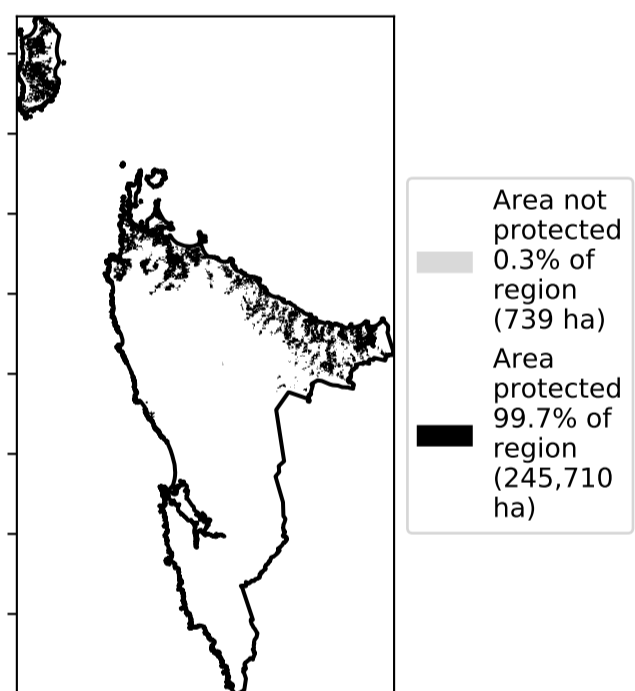 Area not
protected
0.3% of
region
(739 ha)
Area
protected
99.7% of
region
(245,710
ha)